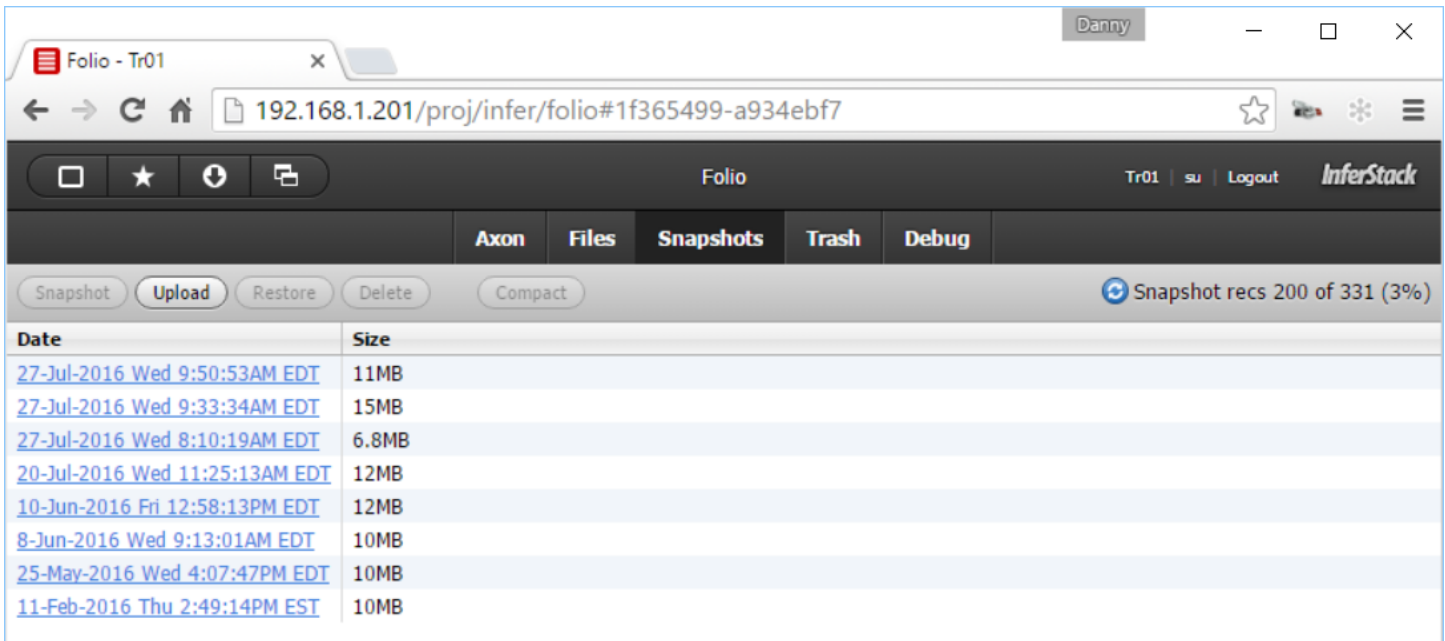 Danny
Folio - Tr01
192.168.1.201/proj/infer/folio#1f365499-a934ebf7
Folio Tr01 | su | Logout InferStack
Axon Files Snapshots Trash Debug
Snapshot Upload Restore Delete Compact Snapshot recs 200 of 331 (3%)
Date Size
27-Jul-2016 Wed 9:50:53AM EDT 11MB
27-Jul-2016 Wed 9:33:34AM EDT 15MB
27-Jul-2016 Wed 8:10:19AM EDT 6.8MB
20-Jul-2016 Wed 11:25:13AM EDT 12MB
10-Jun-2016 Fri 12:58:13PM EDT 12MB
8-Jun-2016 Wed 9:13:01AM EDT 10MB
25-May-2016 Wed 4:07:47PM EDT 10MB
11-Feb-2016 Thu 2:49:14PM EST 10MB